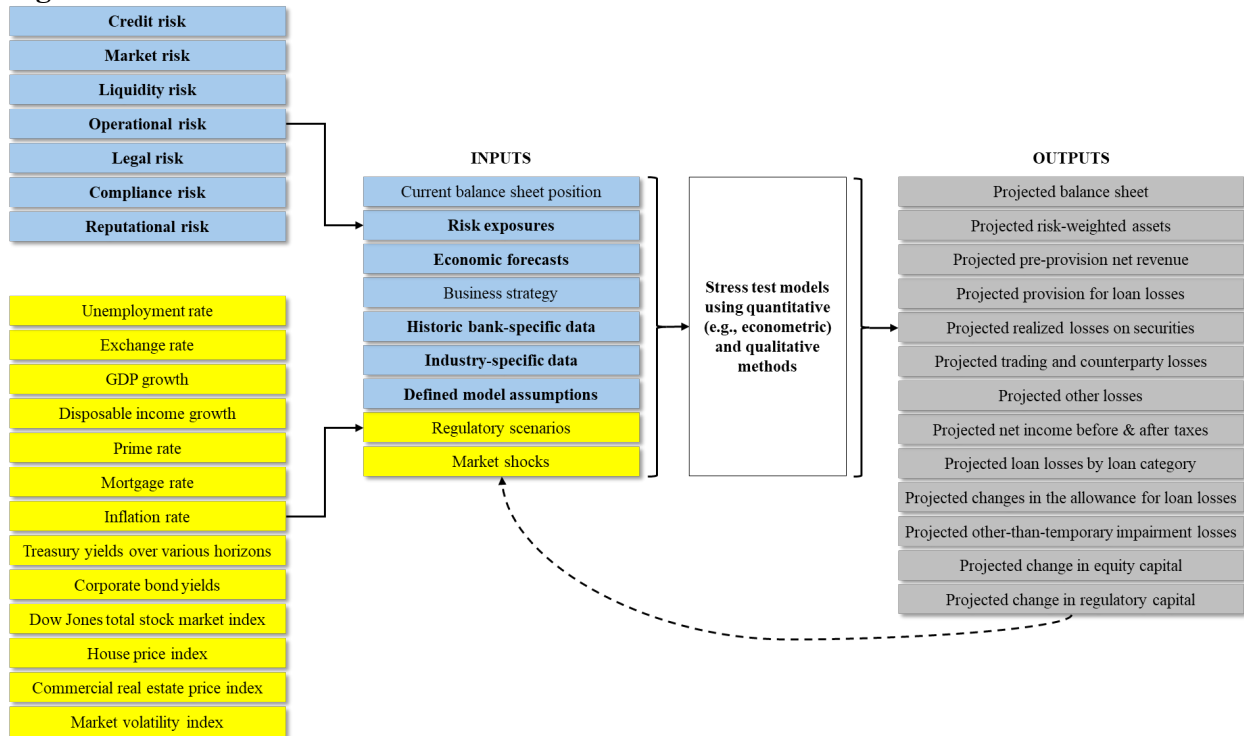 Credit risk
Market risk
Liquidity risk
Operational risk
Legal risk
Compliance risk
Reputational risk
Unemployment rate
Exchange rate
GDP growth
Disposable income growth
Prime rate
Mortgage rate
Inflation rate
Treasury yields over various horizons
Corporate bond yields
Dow Jones total stock market index
House price index
Commercial real estate price index
Market volatility index
INPUTS
Current balance sheet position
Risk exposures
Economic forecasts
Business strategy
Historic bank-specific data
Industry-specific data
Defined model assumptions
Regulatory scenarios
Market shocks
Stress test models
using quantitative
(e.g., econometric)
and qualitative
methods
OUTPUTS
Projected balance sheet
Projected risk-weighted assets
Projected pre-provision net revenue
Projected provision for loan losses
Projected realized losses on securities
Projected trading and counterparty losses
Projected other losses
Projected net income before & after taxes
Projected loan losses by loan category
Projected changes in the allowance for loan losses
Projected other-than-temporary impairment losses
Projected change in equity capital
Projected change in regulatory capital